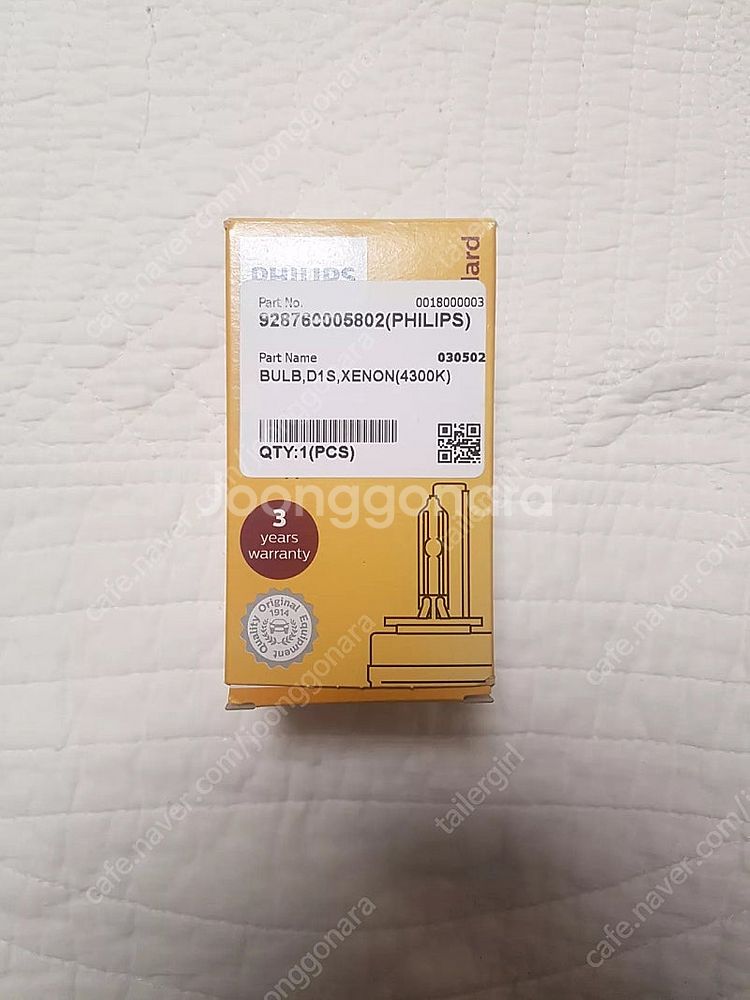 PHILIPS
Part No. 0018000003
928760005802(PHILIPS)
Part Name 030502
BULB,D1S,XENON(4300K)
QTY:1(PCS)
Joonggonara
3
years
warranty
Quality Original Equipment
1914
cafe.naver.com/joonggonara
tallergirl